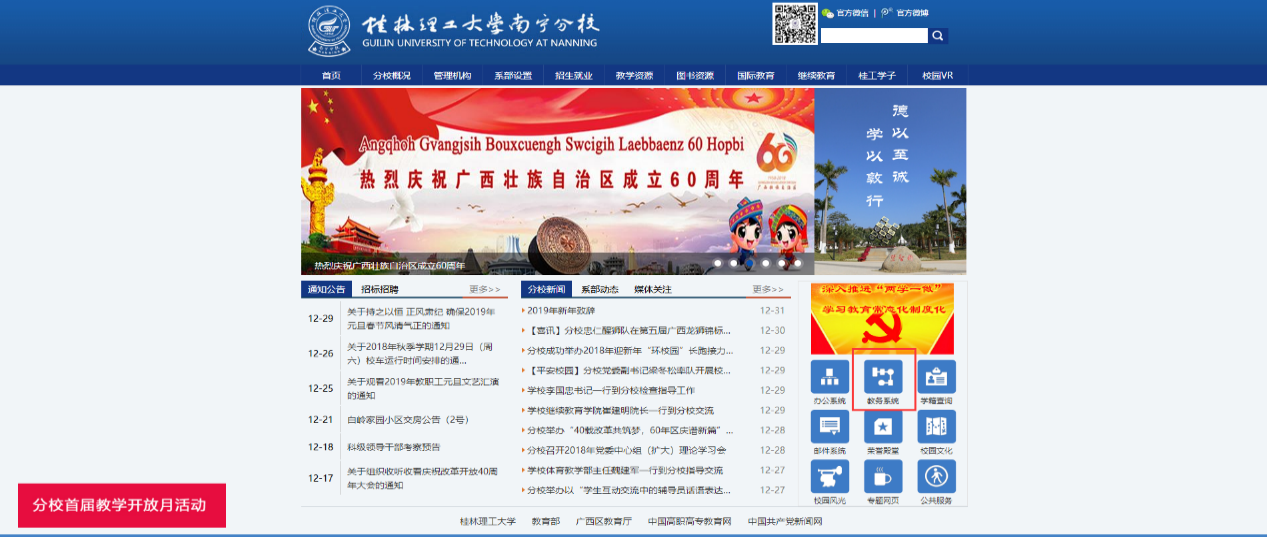 桂林理工大学南宁分校
GUILIN UNIVERSITY OF TECHNOLOGY AT NANNING
官方微信 | 官方微博
首页 分校概况 管理机构 系部设置 招生就业 教学资源 图书资源 国际教育 继续教育 桂工学子 校园VR
Angqhoh Gvangjsih Bouxcuengh Swcigih Laebbaenz 60 Hopbi
热烈庆祝广西壮族自治区成立60周年
60
热烈庆祝广西壮族自治区成立60周年
德以至诚
学以敦行
通知公告 招标招聘 更多>>
12-29 关于持之以恒 正风肃纪 确保2019年
元旦春节风清气正的通知
12-26 关于2018年秋季学期12月29日（周
六）校车运行时间安排的通...
12-25 关于观看2019年教职工元旦文艺汇演
的通知
12-21 白岭家园小区交房公告（2号）
12-18 科级领导干部考察预告
12-17 关于组织收听收看庆祝改革开放40周
年大会的通知
分校新闻 系部动态 媒体关注 更多>>
2019年新年致辞 12-31
【喜讯】分校忠仁醒狮队在第五届广西龙狮锦标... 12-30
分校成功举办2018年迎新年“环校园”长跑接力... 12-29
【平安校园】分校党委副书记梁冬松率队开展校... 12-29
学校李国忠书记一行到分校检查指导工作 12-29
学校继续教育学院崔建明院长一行到分校交流 12-29
分校举办“40载改革共筑梦，60年区庆谱新篇”... 12-28
分校召开2018年党委中心组（扩大）理论学习会 12-28
学校体育教学部主任魏建军一行到分校指导交流 12-27
分校举办以“学生互动交流中的辅导员话语表达... 12-27
深入推进“两学一做”
学习教育常态化制度化
办公系统 教务系统 学籍查询
邮件系统 荣誉殿堂 校园文化
校园风光 专题网页 公共服务
分校首届教学开放月活动
桂林理工大学 教育部 广西区教育厅 中国高职高专教育网 中国共产党新闻网